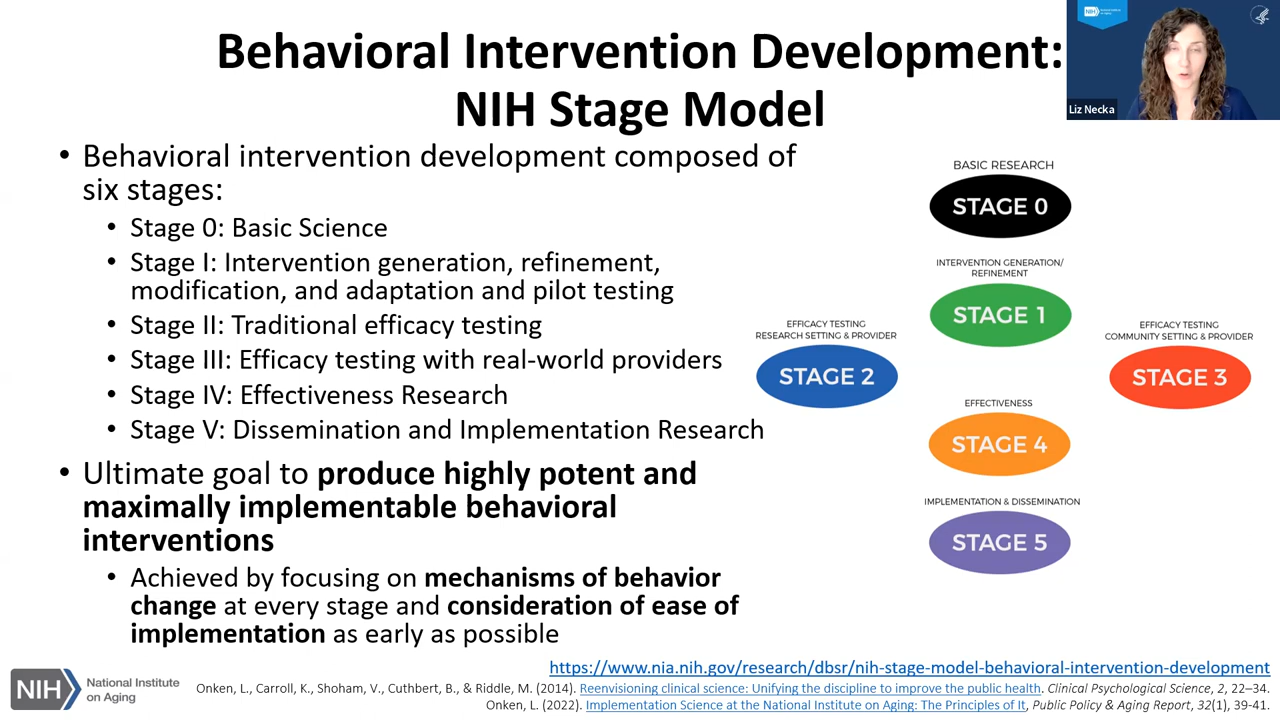 Behavioral Intervention Development:
NIH Stage Model
Liz Necka
• Behavioral intervention development composed of
six stages:
• Stage 0: Basic Science
• Stage I: Intervention generation, refinement,
modification, and adaptation and pilot testing
• Stage II: Traditional efficacy testing
• Stage III: Efficacy testing with real-world providers
• Stage IV: Effectiveness Research
• Stage V: Dissemination and Implementation Research
• Ultimate goal to produce highly potent and
maximally implementable behavioral
interventions
• Achieved by focusing on mechanisms of behavior
change at every stage and consideration of ease of
implementation as early as possible
BASIC RESEARCH
STAGE 0
INTERVENTION GENERATION/
REFINEMENT
STAGE 1
EFFICACY TESTING
RESEARCH SETTING & PROVIDER
STAGE 2
EFFICACY TESTING
COMMUNITY SETTING & PROVIDER
STAGE 3
EFFECTIVENESS
STAGE 4
IMPLEMENTATION & DISSEMINATION
STAGE 5
https://www.nia.nih.gov/research/dbsr/nih-stage-model-behavioral-intervention-development
NIH National Institute
on Aging
Onken, L., Carroll, K., Shoham, V., Cuthbert, B., & Riddle, M. (2014). Reenvisioning clinical science: Unifying the discipline to improve the public health. Clinical Psychological Science, 2, 22–34.
Onken, L. (2022). Implementation Science at the National Institute on Aging: The Principles of It, Public Policy & Aging Report, 32(1), 39-41.